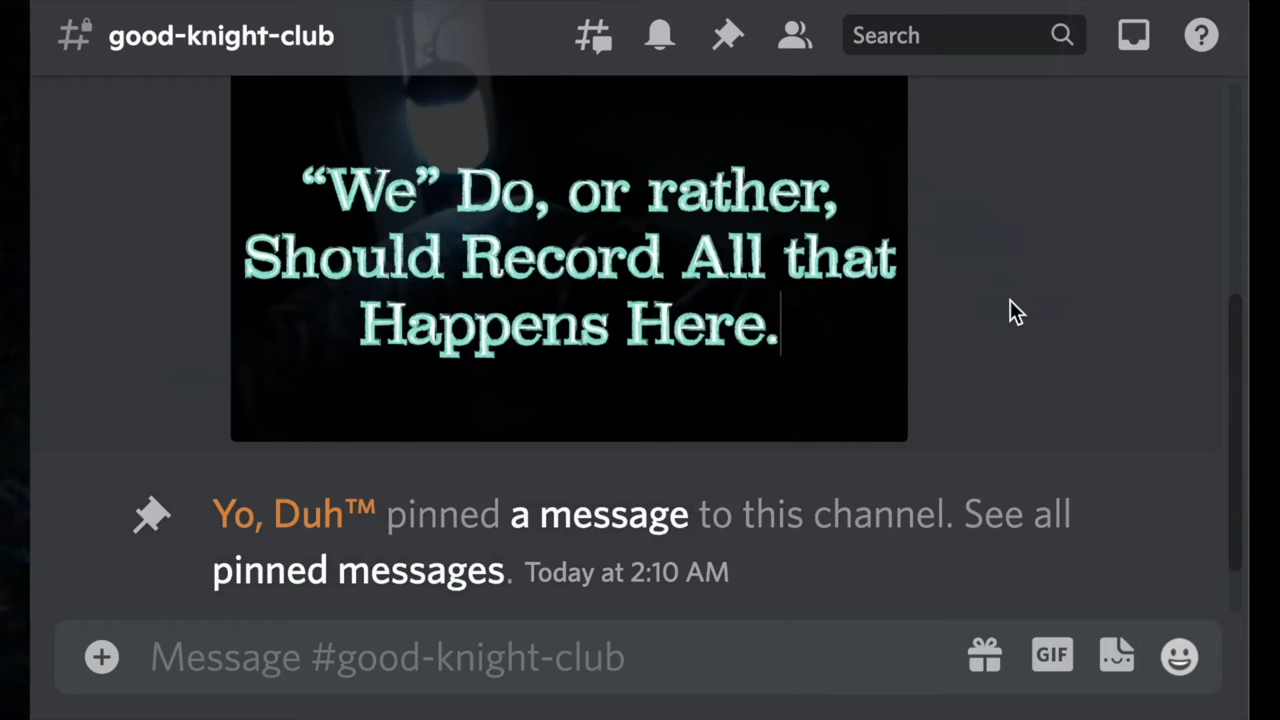 good-knight-club
Search
“We” Do, or rather,
Should Record All that
Happens Here.
Yo, Duh™ pinned a message to this channel. See all
pinned messages. Today at 2:10 AM
Message #good-knight-club
GIF